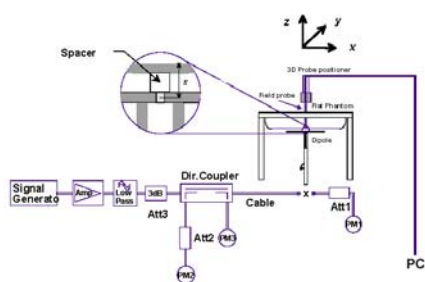 z
y
x
Spacer
s
3D Probe positioner
Field probe
Flat Phantom
Dipole
Signal
Generato
Amp
Low
Pass
3dB
Att3
Dir.Coupler
Att2
PM3
PM2
Cable
x
Att1
PM1
PC